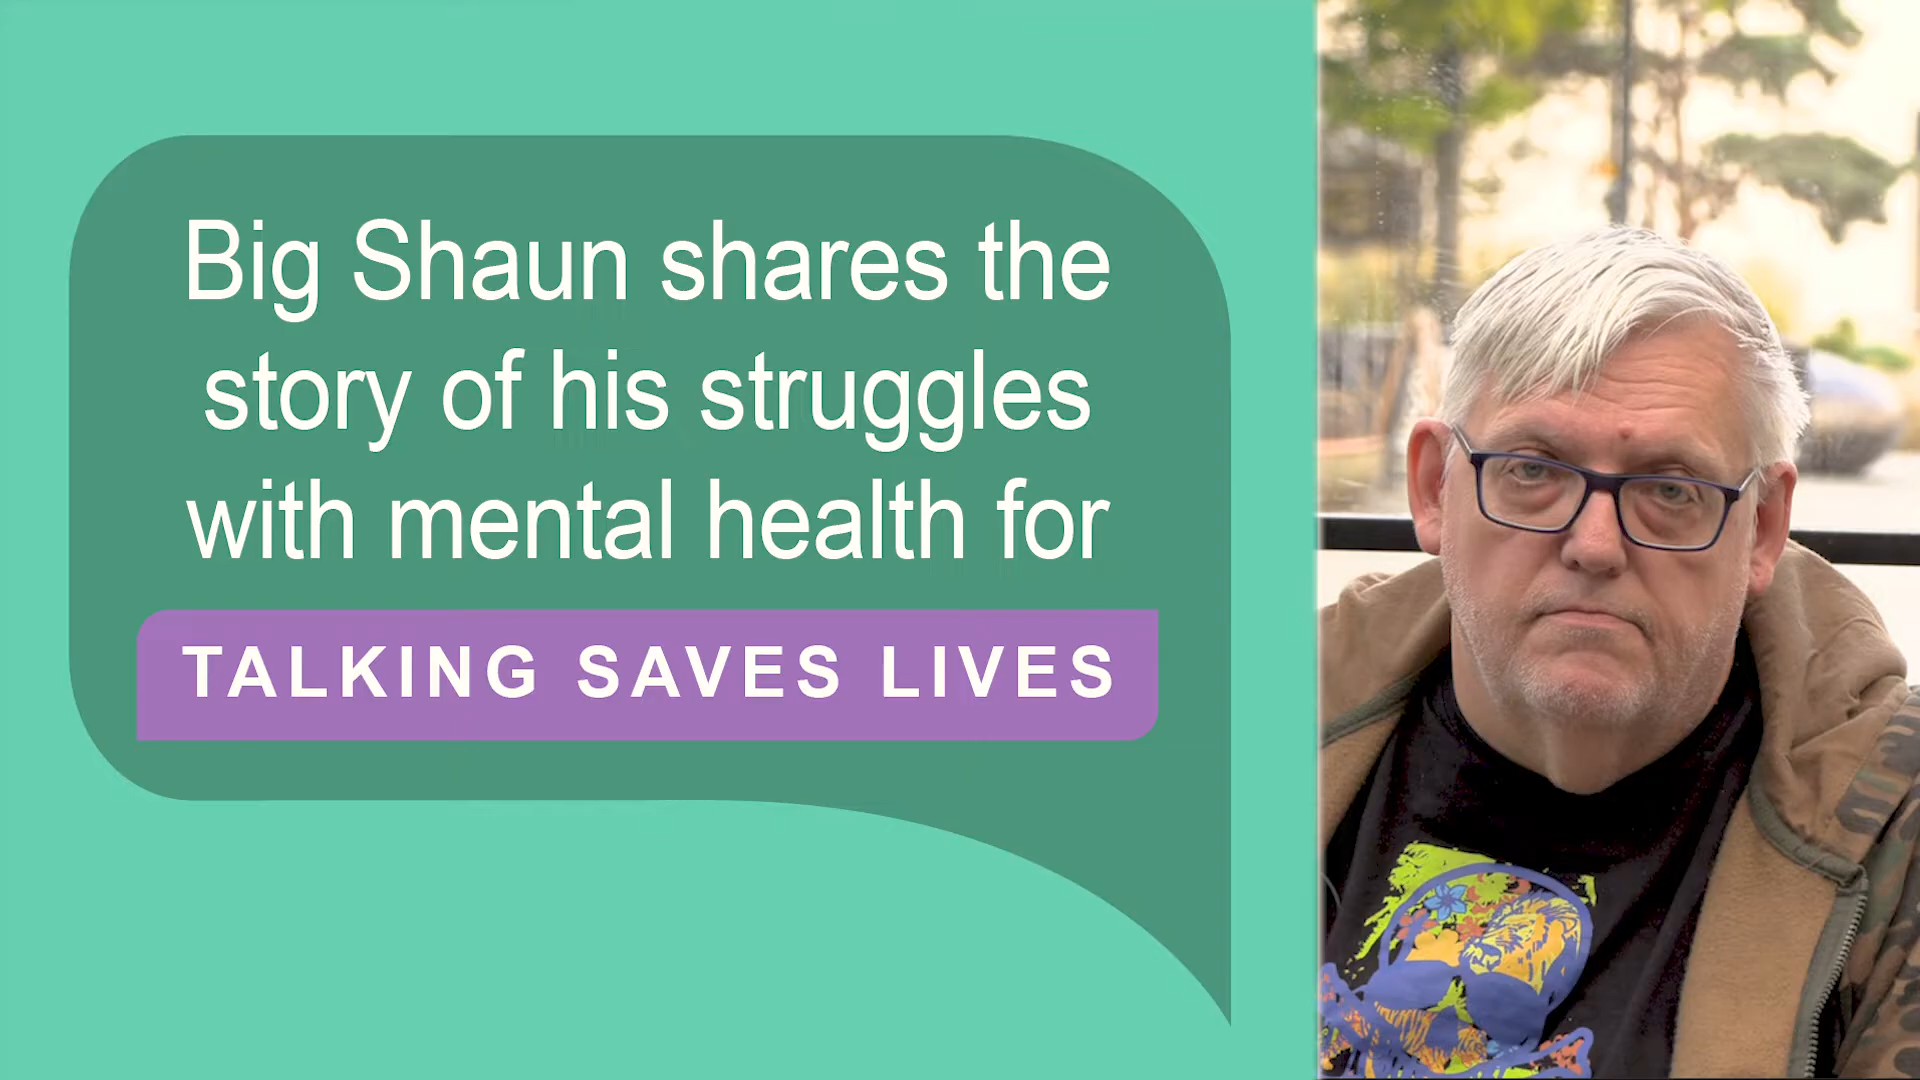 Big Shaun shares the
story of his struggles
with mental health for
TALKING SAVES LIVES